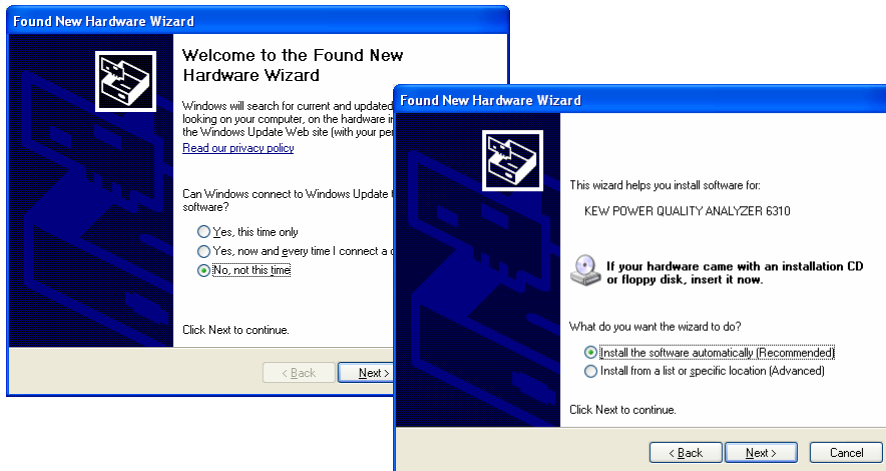 Found New Hardware Wizard
Welcome to the Found New
Hardware Wizard
Windows will search for current and updated
looking on your computer, on the hardware
the Windows Update Web site (with your
Read our privacy policy
Can Windows connect to Windows Update
software?
Yes, this time only
Yes, now and every time I connect a
No, not this time
Click Next to continue.
< Back
Next >
Found New Hardware Wizard
This wizard helps you install software for:
KEW POWER QUALITY ANALYZER 6310
If your hardware came with an installation CD
or floppy disk, insert it now.
What do you want the wizard to do?
Install the software automatically (Recommended)
Install from a list or specific location (Advanced)
Click Next to continue.
< Back
Next >
Cancel